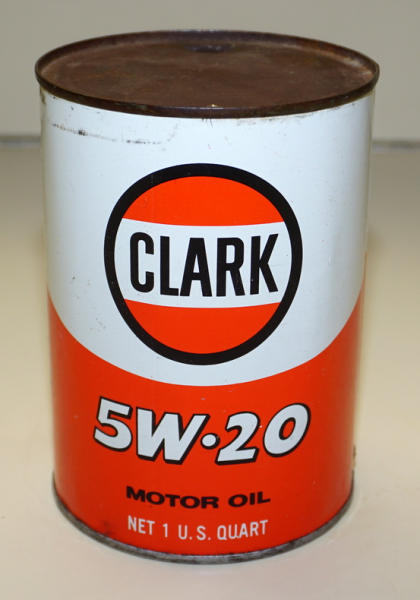 CLARK
5W·20
MOTOR OIL
NET 1 U.S. QUART